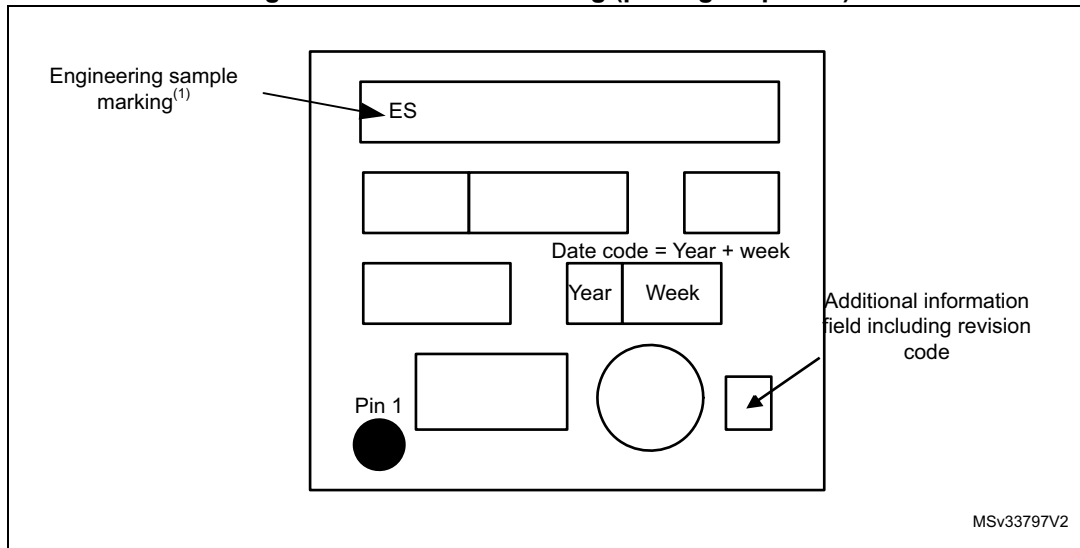 Engineering sample
marking(1)
ES
Date code = Year + week
Year Week
Additional information
field including revision
code
Pin 1
MSv33797V2